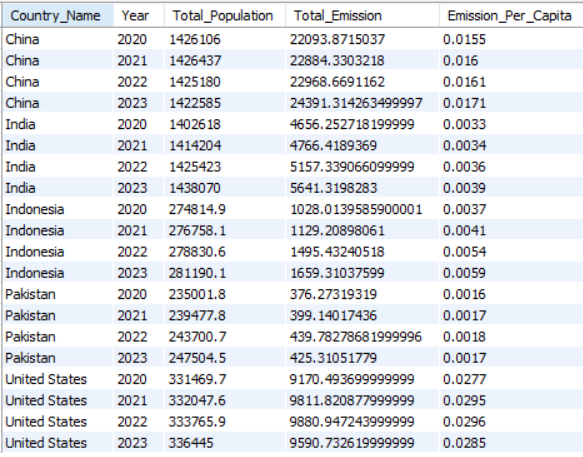 Country_Name Year Total_Population Total_Emission Emission_Per_Capita
China 2020 1426106 22093.8715037 0.0155
China 2021 1426437 22884.3303218 0.016
China 2022 1425180 22968.6691162 0.0161
China 2023 1422585 24391.314263499997 0.0171
India 2020 1402618 4656.252718199999 0.0033
India 2021 1414204 4766.4189369 0.0034
India 2022 1425423 5157.339066099999 0.0036
India 2023 1438070 5641.3198283 0.0039
Indonesia 2020 274814.9 1028.0139585900001 0.0037
Indonesia 2021 276758.1 1129.20898061 0.0041
Indonesia 2022 278830.6 1495.43240518 0.0054
Indonesia 2023 281190.1 1659.31037599 0.0059
Pakistan 2020 235001.8 376.27319319 0.0016
Pakistan 2021 239477.8 399.14017436 0.0017
Pakistan 2022 243700.7 439.78278681999996 0.0018
Pakistan 2023 247504.5 425.31051779 0.0017
United States 2020 331469.7 9170.493699999999 0.0277
United States 2021 332047.6 9811.820877999999 0.0295
United States 2022 333765.9 9880.947243999999 0.0296
United States 2023 336445 9590.732619999999 0.0285